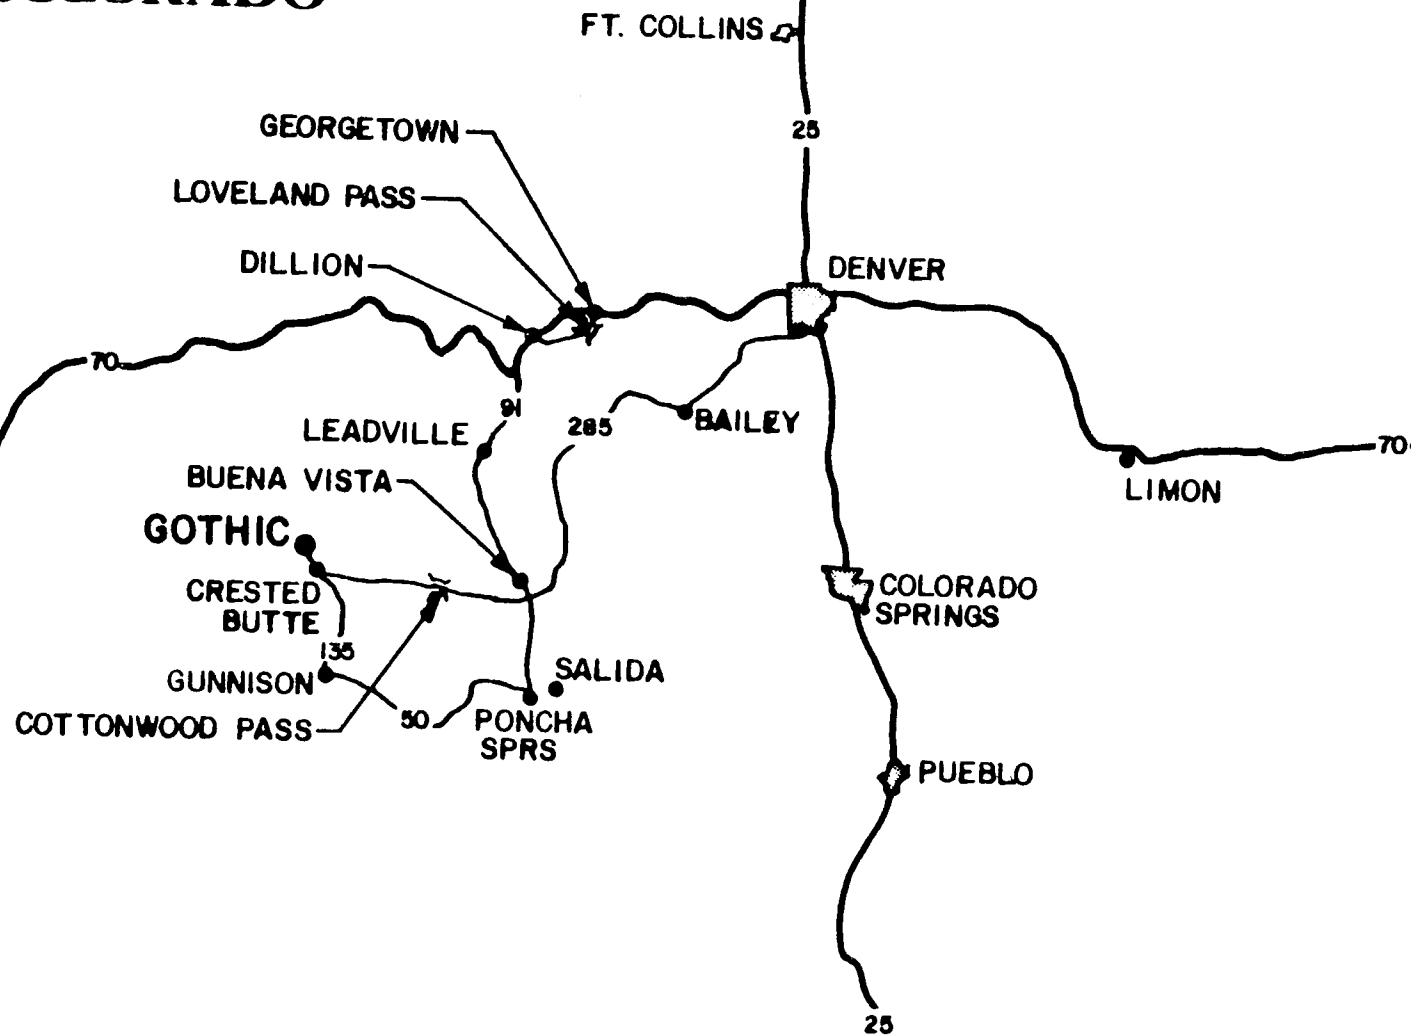 COLORADO
FT. COLLINS
25
GEORGETOWN
LOVELAND PASS
DILLION
DENVER
70
91
285
BAILEY
LEADVILLE
70
LIMON
BUENA VISTA
GOTHIC
CRESTED
BUTTE
COLORADO
SPRINGS
135
SALIDA
GUNNISON
50
COTTONWOOD PASS
PONCHA
SPRS
PUEBLO
25